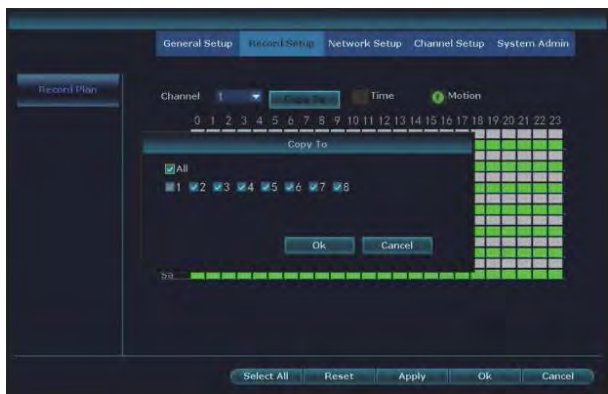 General Setup Record Setup Network Setup Channel Setup System Admin
Record Plan
Channel 1 Copy To Time Motion
0 1 2 3 4 5 6 7 8 9 10 11 12 13 14 15 16 17 18 19 20 21 22 23
Copy To
All
1 2 3 4 5 6 7 8
Ok Cancel
Sa
Select All Reset Apply Ok Cancel